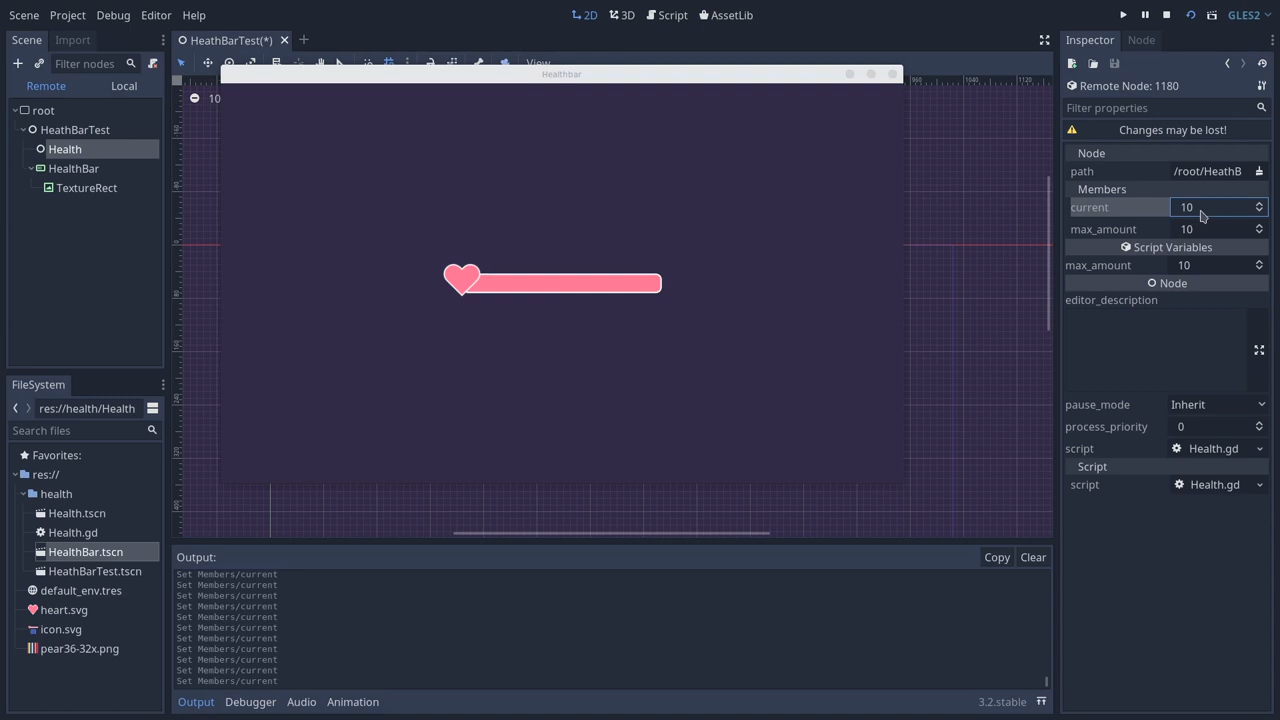 Scene Project Debug Editor Help
2D 3D Script AssetLib
GLES2
Scene Import
Filter nodes
Remote Local
root
HeathBarTest
Health
HealthBar
TextureRect
HeathBarTest(*)
View
Healthbar
10
960 1040 1120
FileSystem
res://health/Health
Search files
Favorites:
res://
health
Health.tscn
Health.gd
HealthBar.tscn
HeathBarTest.tscn
default_env.tres
heart.svg
icon.svg
pear36-32x.png
Output:
Copy Clear
Set Members/current
Set Members/current
Set Members/current
Set Members/current
Set Members/current
Set Members/current
Set Members/current
Set Members/current
Set Members/current
Set Members/current
Set Members/current
Output Debugger Audio Animation
3.2.stable
Inspector Node
Remote Node: 1180
Filter properties
Changes may be lost!
Node
path /root/HeathB
Members
current 10
max_amount 10
Script Variables
max_amount 10
Node
editor_description
pause_mode Inherit
process_priority 0
script Health.gd
Script
script Health.gd